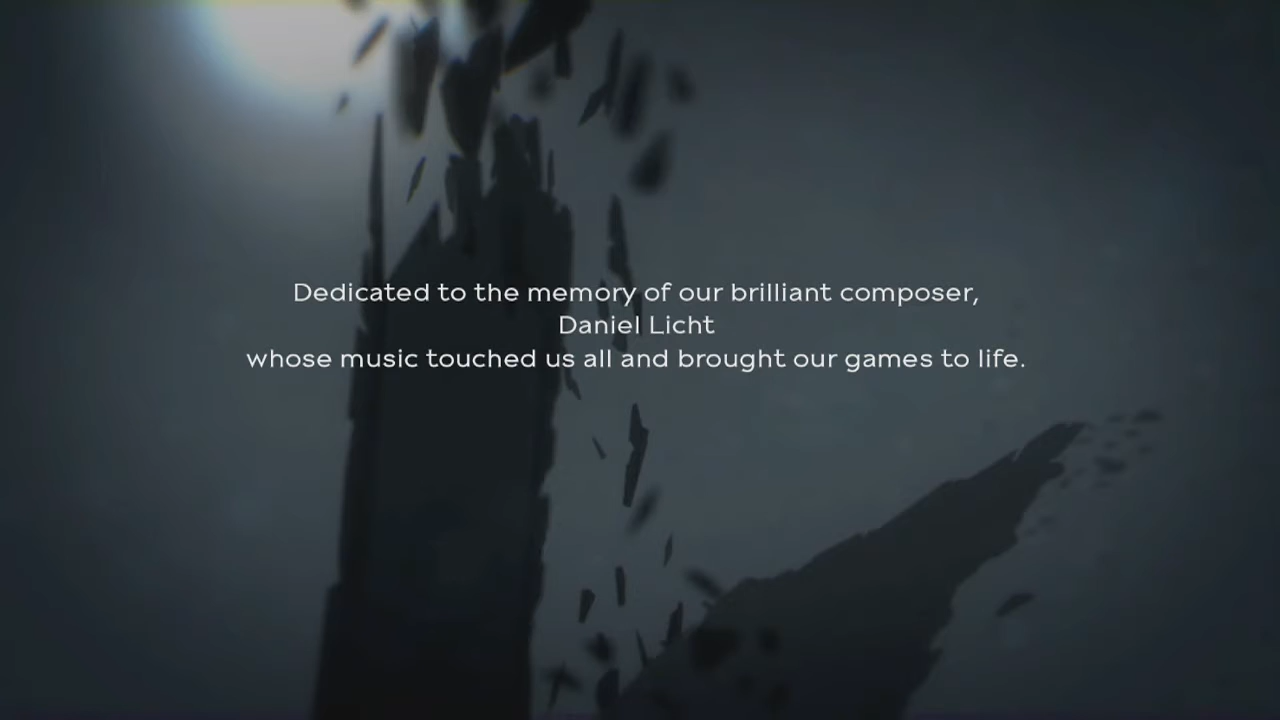 Dedicated to the memory of our brilliant composer,
Daniel Licht
whose music touched us all and brought our games to life.